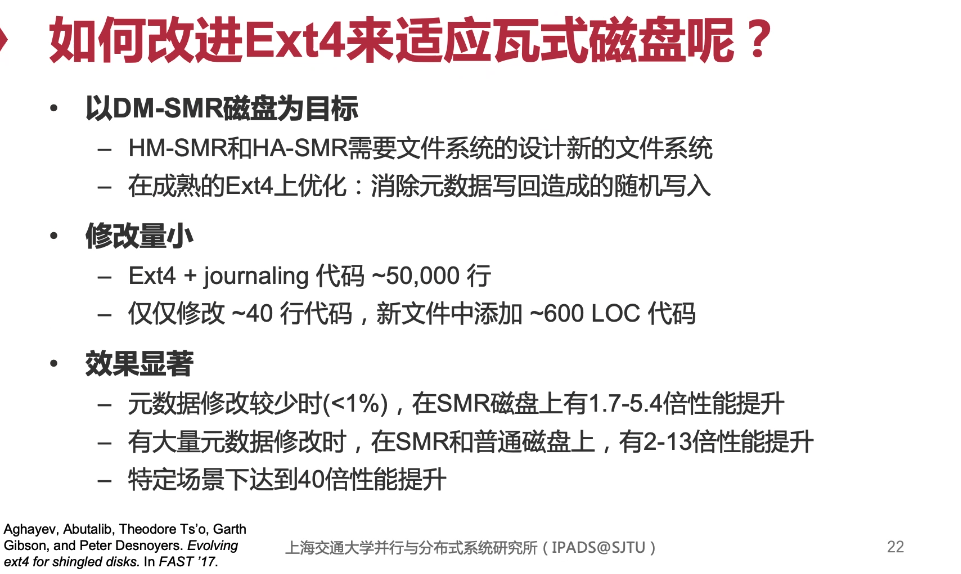 如何改进Ext4来适应瓦式磁盘呢？
• 以DM-SMR磁盘为目标
– HM-SMR和HA-SMR需要文件系统的设计新的文件系统
– 在成熟的Ext4上优化：消除元数据写回造成的随机写入
• 修改量小
– Ext4 + journaling 代码 ~50,000 行
– 仅仅修改 ~40 行代码，新文件中添加 ~600 LOC 代码
• 效果显著
– 元数据修改较少时(<1%)，在SMR磁盘上有1.7-5.4倍性能提升
– 有大量元数据修改时，在SMR和普通磁盘上，有2-13倍性能提升
– 特定场景下达到40倍性能提升
Aghayev, Abutalib, Theodore Ts’o, Garth
Gibson, and Peter Desnoyers. Evolving
ext4 for shingled disks. In FAST ’17.
上海交通大学并行与分布式系统研究所（IPADS@SJTU）
22